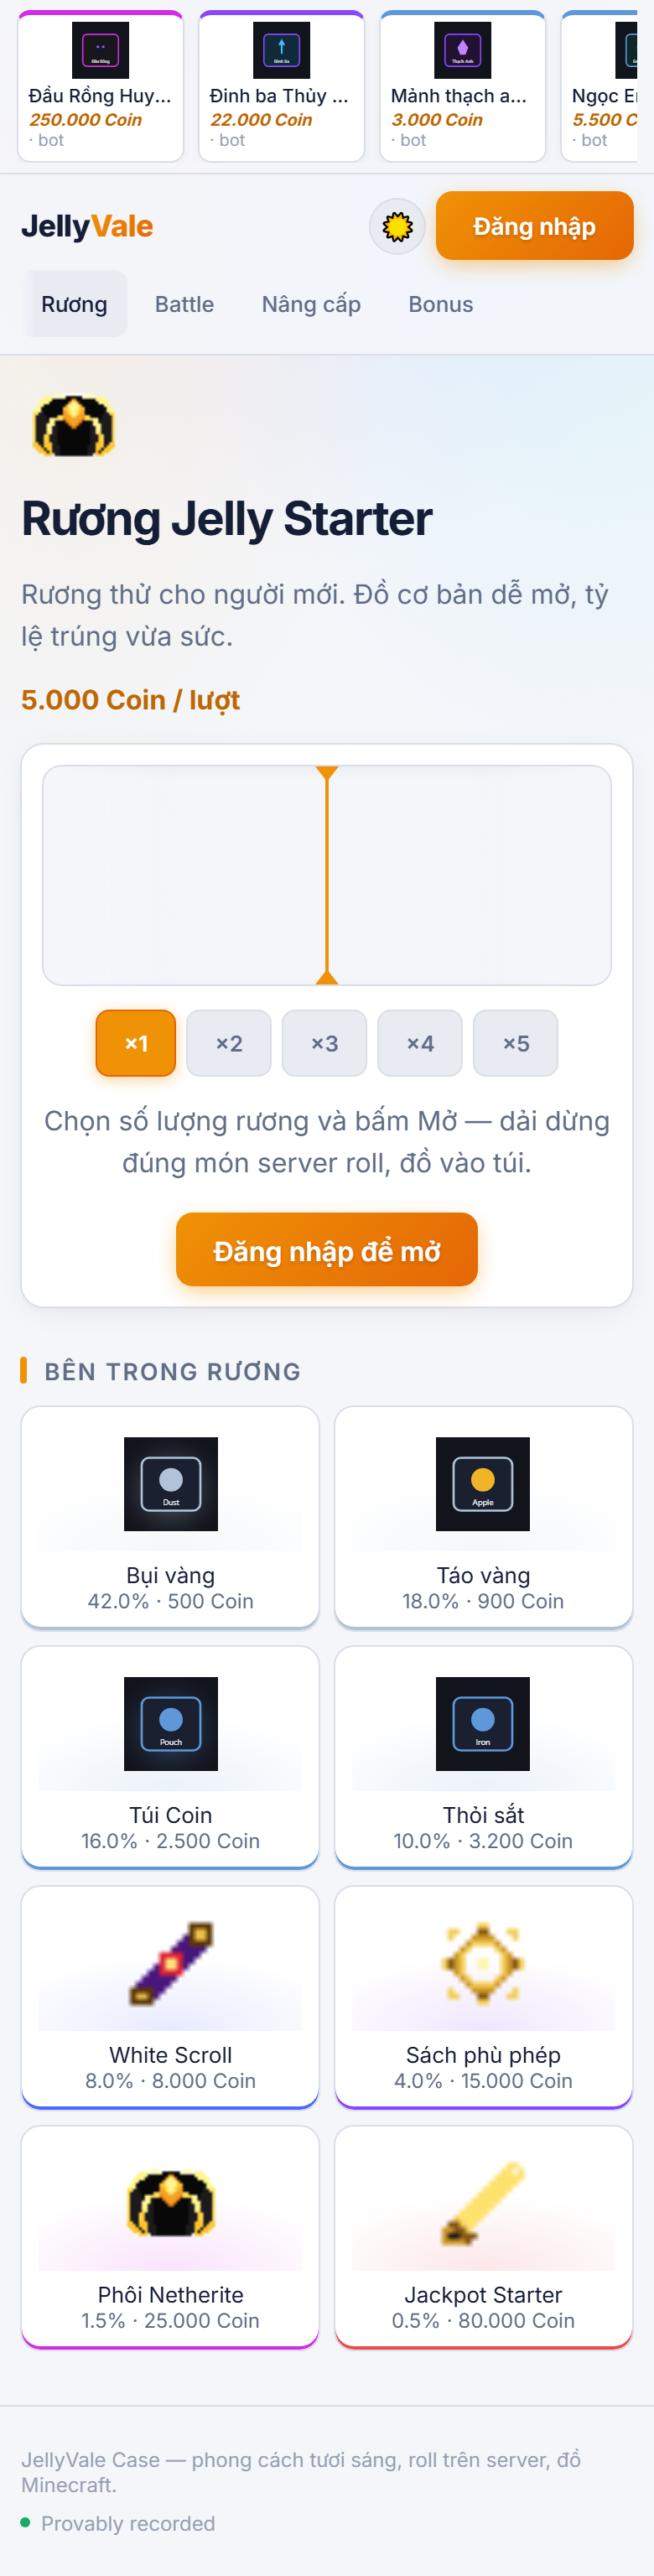 Đầu Rồng
Đinh Ba
Thạch Anh
Đầu Rồng Huy...
Đinh ba Thủy ...
Mảnh thạch a...
Ngọc E
250.000 Coin
22.000 Coin
3.000 Coin
5.500 C
· bot
· bot
· bot
· bot
JellyVale
Đăng nhập
Rương
Battle
Nâng cấp
Bonus
Rương Jelly Starter
Rương thử cho người mới. Đồ cơ bản dễ mở, tỷ
lệ trúng vừa sức.
5.000 Coin / lượt
×1
×2
×3
×4
×5
Chọn số lượng rương và bấm Mở — dải dừng
đúng món server roll, đồ vào túi.
Đăng nhập để mở
BÊN TRONG RƯƠNG
Dust
Bụi vàng
42.0% · 500 Coin
Apple
Táo vàng
18.0% · 900 Coin
Pouch
Túi Coin
16.0% · 2.500 Coin
Iron
Thỏi sắt
10.0% · 3.200 Coin
White Scroll
8.0% · 8.000 Coin
Sách phù phép
4.0% · 15.000 Coin
Phôi Netherite
1.5% · 25.000 Coin
Jackpot Starter
0.5% · 80.000 Coin
JellyVale Case — phong cách tươi sáng, roll trên server, đồ
Minecraft.
Provably recorded